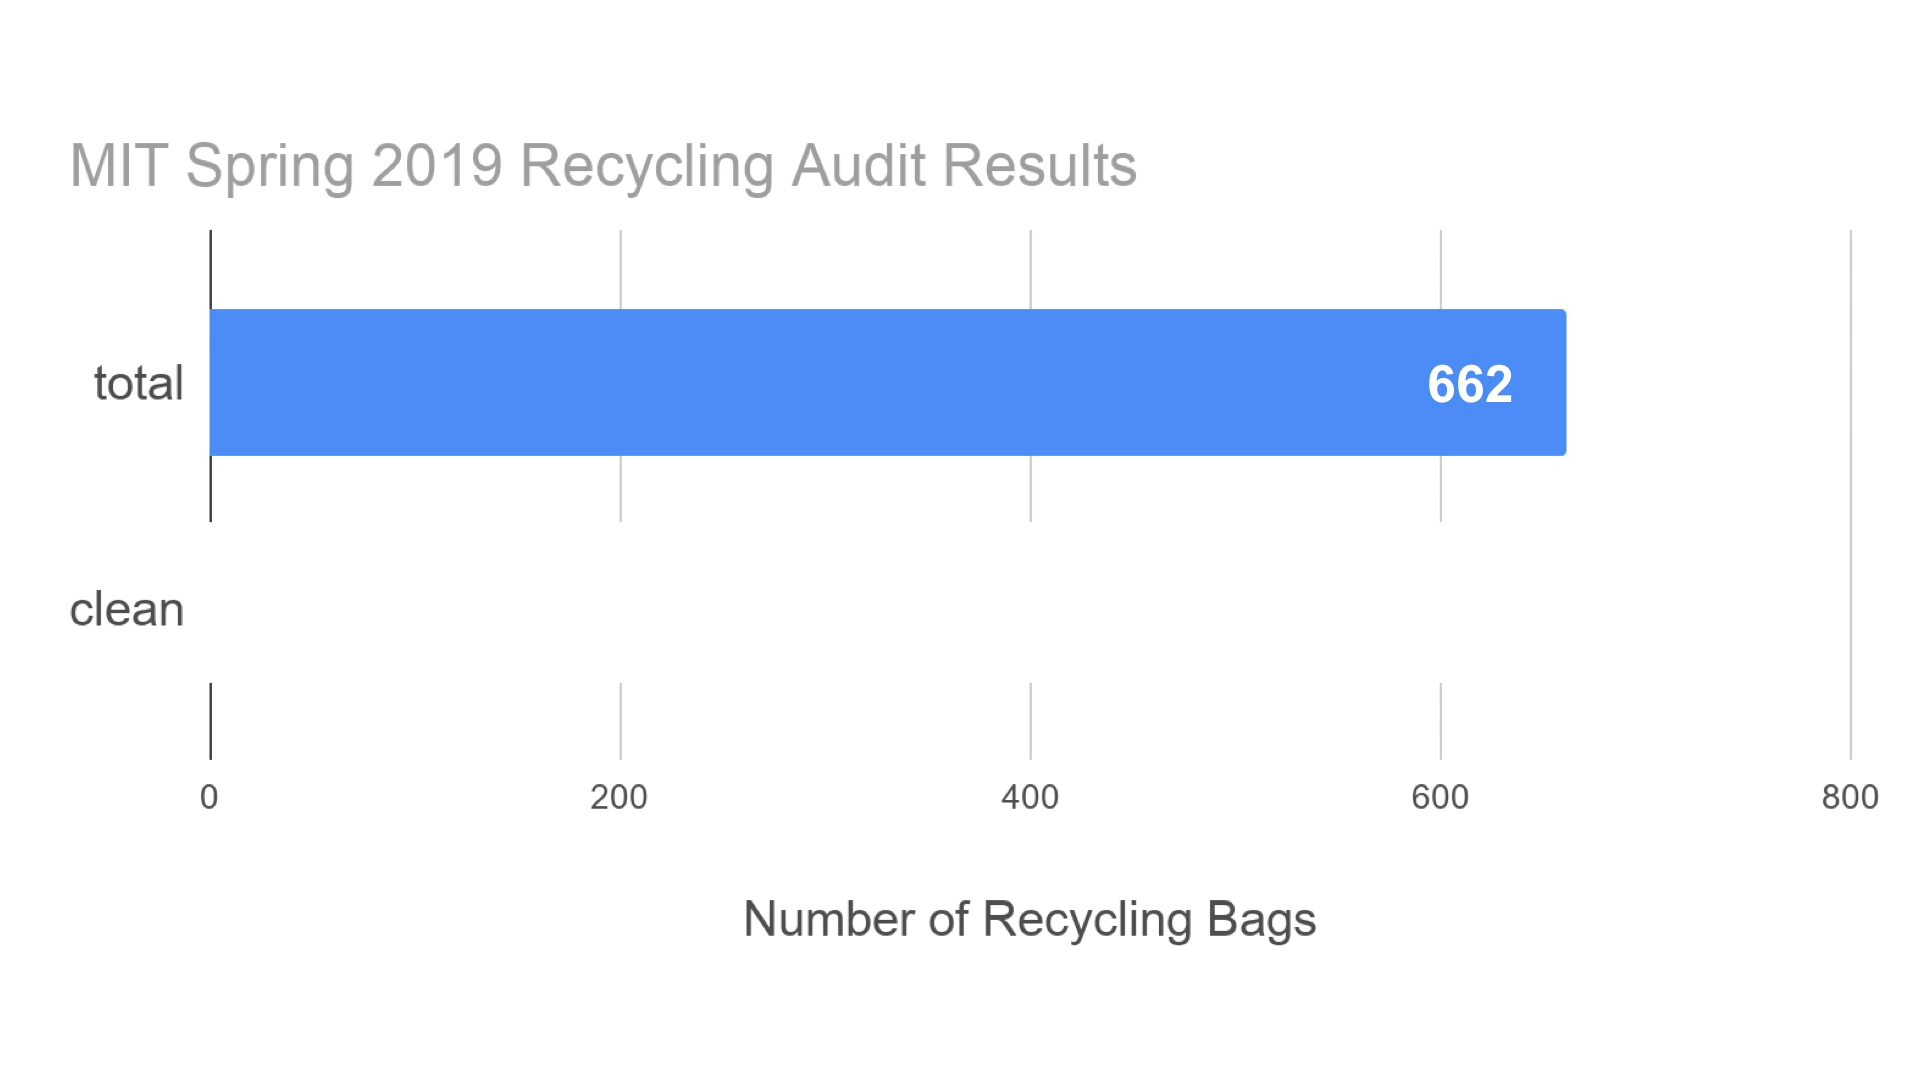 MIT Spring 2019 Recycling Audit Results
total
662
clean
0 200 400 600 800
Number of Recycling Bags